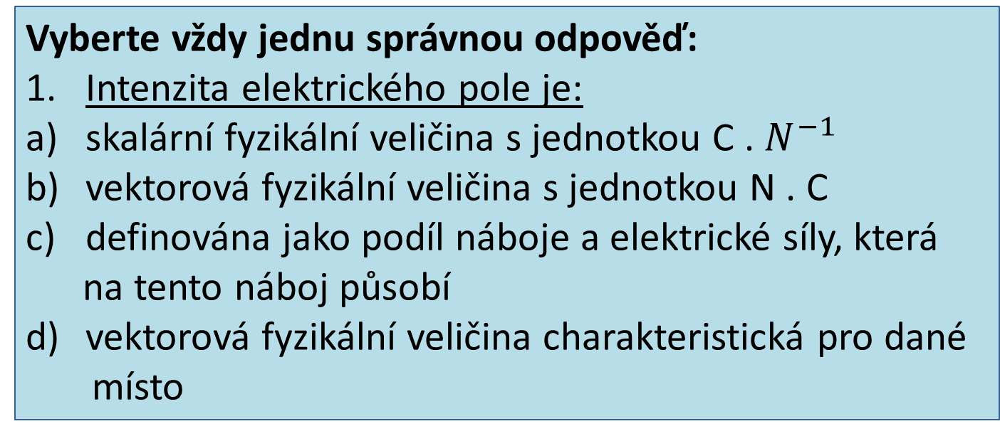 Vyberte vždy jednu správnou odpověď:
1. Intenzita elektrického pole je:
a) skalární fyzikální veličina s jednotkou C . N⁻¹
b) vektorová fyzikální veličina s jednotkou N . C
c) definována jako podíl náboje a elektrické síly, která
na tento náboj působí
d) vektorová fyzikální veličina charakteristická pro dané
místo